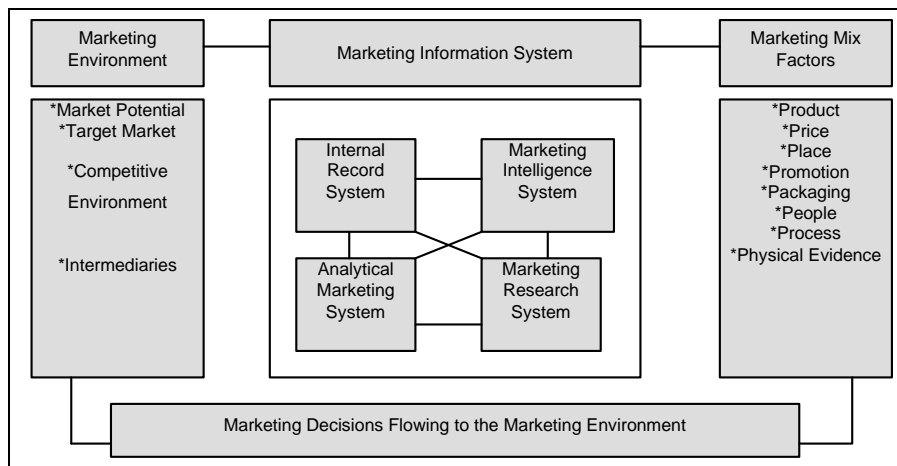 Marketing
Environment
Marketing Information System
Marketing Mix
Factors
*Market Potential
*Target Market
*Competitive
Environment
*Intermediaries
Internal
Record
System
Marketing
Intelligence
System
Analytical
Marketing
System
Marketing
Research
System
*Product
*Price
*Place
*Promotion
*Packaging
*People
*Process
*Physical Evidence
Marketing Decisions Flowing to the Marketing Environment